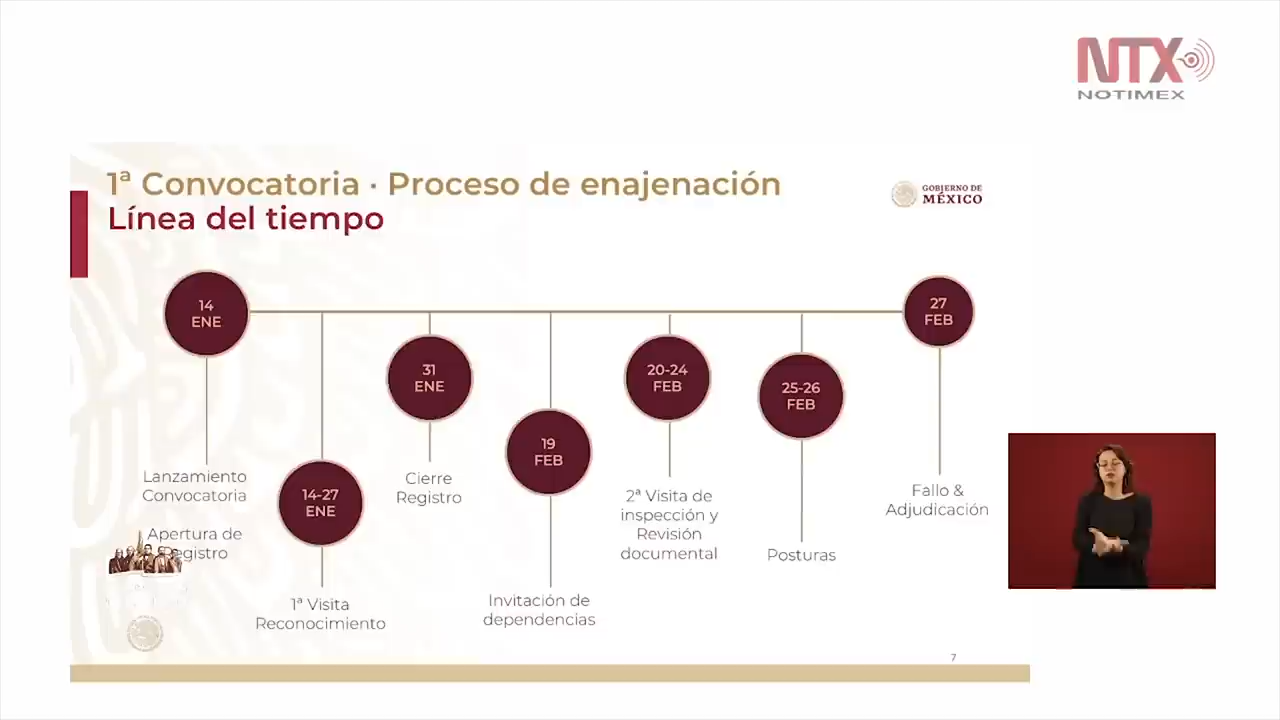 NTX
NOTIMEX
1ª Convocatoria · Proceso de enajenación
Línea del tiempo
GOBIERNO DE
MÉXICO
14
ENE
Lanzamiento
Convocatoria
Apertura de
Registro
14-27
ENE
1ª Visita
Reconocimiento
31
ENE
Cierre
Registro
19
FEB
Invitación de
dependencias
20-24
FEB
2ª Visita de
inspección y
Revisión
documental
25-26
FEB
Posturas
27
FEB
Fallo &
Adjudicación
7